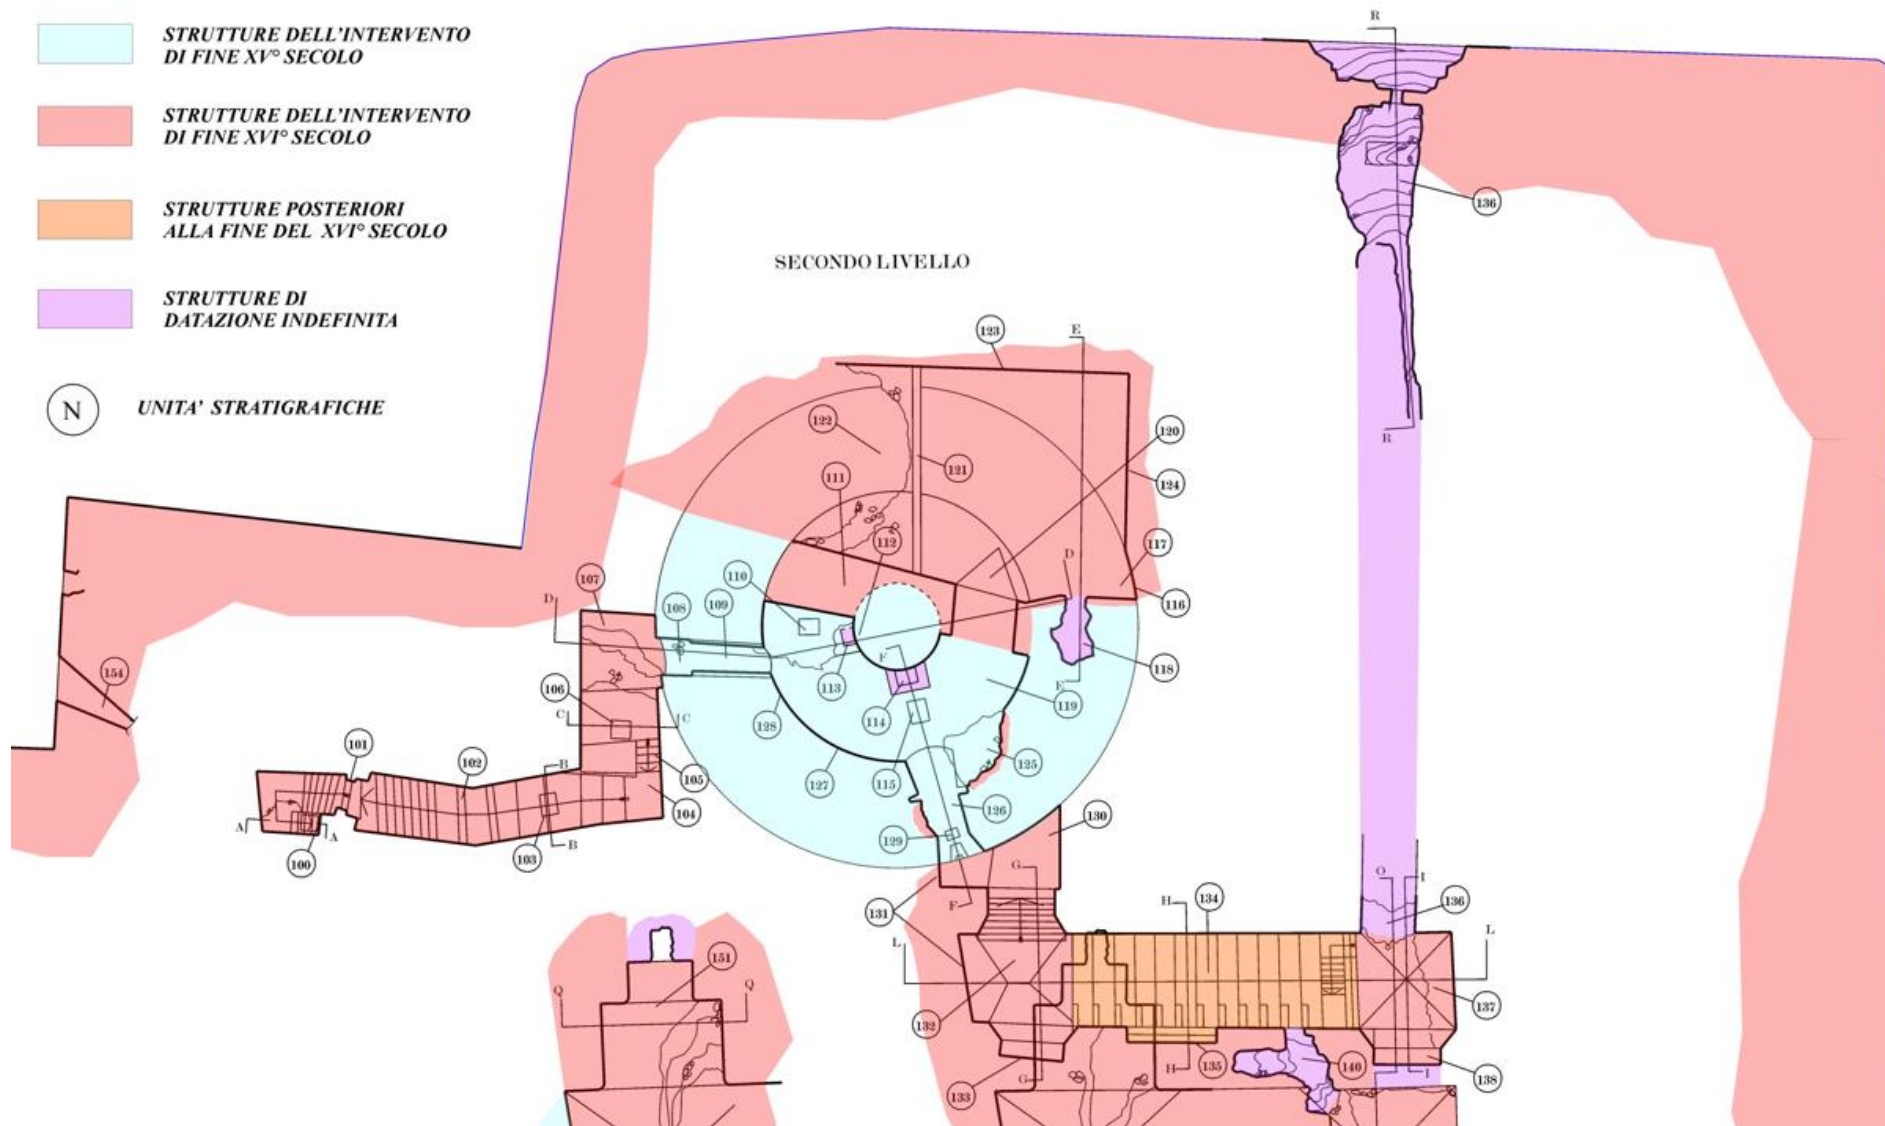 STRUTTURE DELL'INTERVENTO
DI FINE XV° SECOLO
STRUTTURE DELL'INTERVENTO
DI FINE XVI° SECOLO
STRUTTURE POSTERIORI
ALLA FINE DEL XVI° SECOLO
STRUTTURE DI
DATAZIONE INDEFINITA
N
UNITA' STRATIGRAFICHE
R
136
SECONDO LIVELLO
123
E
122
120
R
121
111
124
112
117
D
110
107
D
108
109
116
F
118
154
113
E
106
119
C
C
114
128
101
102
B
125
115
105
127
126
104
130
A
A
129
B
103
100
G
O
I
H
134
136
F
131
L
L
151
Q
Q
137
132
H
135
140
G
I
138
133